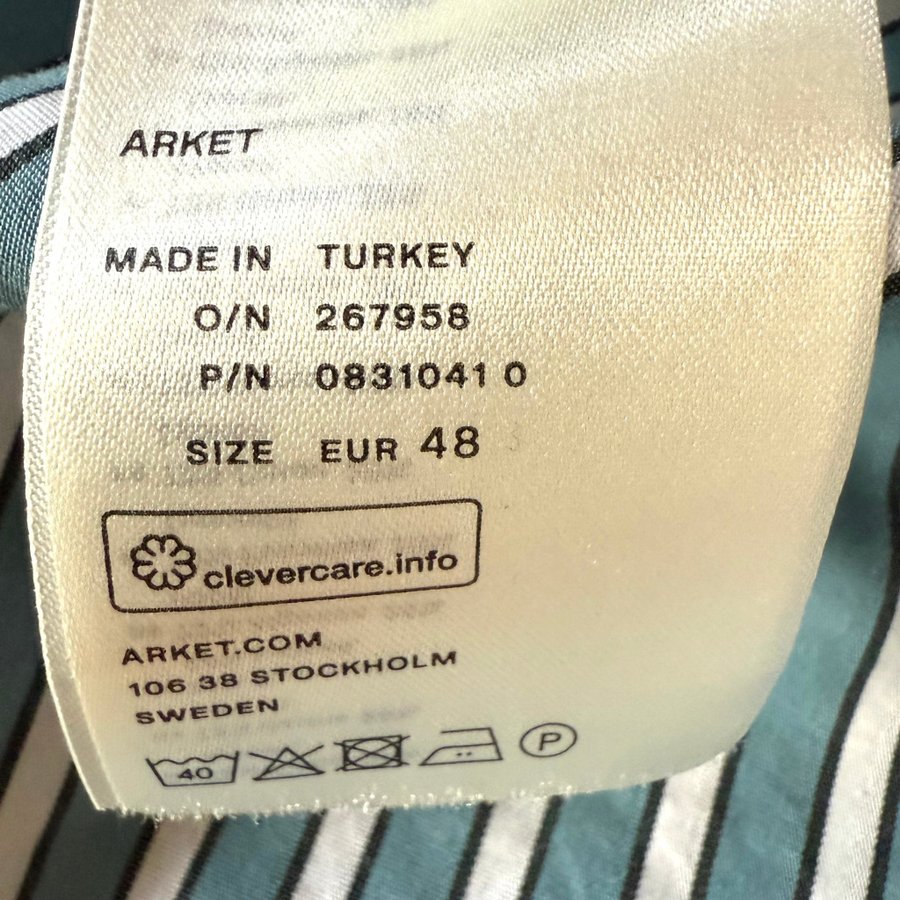 ARKET
MADE IN TURKEY
O/N 267958
P/N 0831041 0
SIZE EUR 48
clevercare.info
ARKET.COM
106 38 STOCKHOLM
SWEDEN
40 P